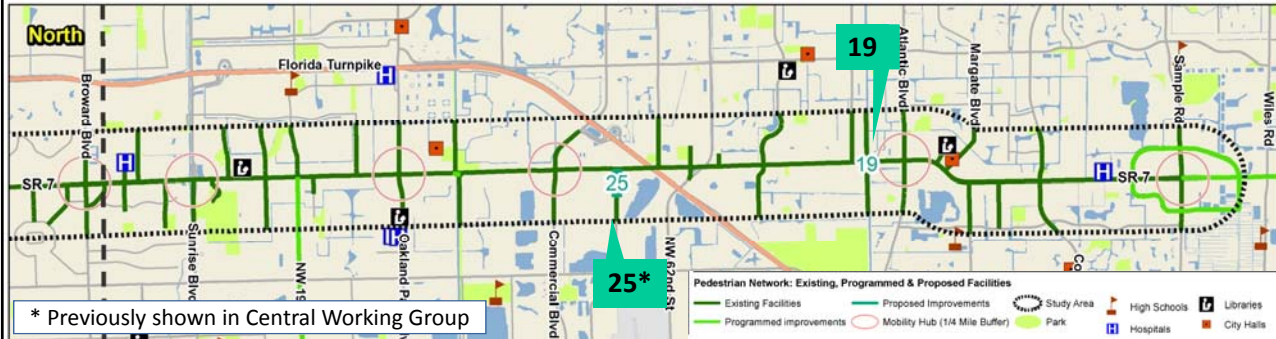 North
Florida Turnpike
Broward Blvd
SR 7
Sunrise Blvd
NW 19
Oakland Pa
Commercial Blvd
25
25*
NW 62nd St
19
19
Atlantic Blvd
Margate Blvd
Co
SR 7
Sample Rd
Wiles Rd
* Previously shown in Central Working Group
Pedestrian Network: Existing, Programmed & Proposed Facilities
Existing Facilities
Proposed Improvements
Study Area
High Schools
Libraries
Programmed improvements
Mobility Hub (1/4 Mile Buffer)
Park
Hospitals
City Halls
H
H
H
H
H